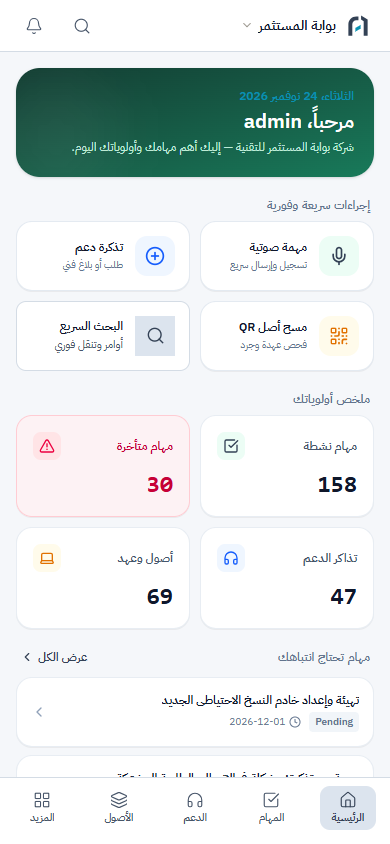 بوابة المستثمر
الثلاثاء، 24 نوفمبر 2026
مرحباً، admin
شركة بوابة المستثمر للتقنية — إليك أهم مهامك وأولوياتك اليوم.
إجراءات سريعة وفورية
مهمة صوتية
تسجيل وإرسال سريع
تذكرة دعم
طلب أو بلاغ فني
مسح أصل QR
فحص عهدة وجرد
البحث السريع
أوامر وتنقل فوري
ملخص أولوياتك
مهام نشطة
158
مهام متأخرة
30
تذاكر الدعم
47
أصول وعهد
69
مهام تحتاج انتباهك
عرض الكل
تهيئة وإعداد خادم النسخ الاحتياطي الجديد
Pending
2026-12-01
الرئيسية
المهام
الدعم
الأصول
المزيد